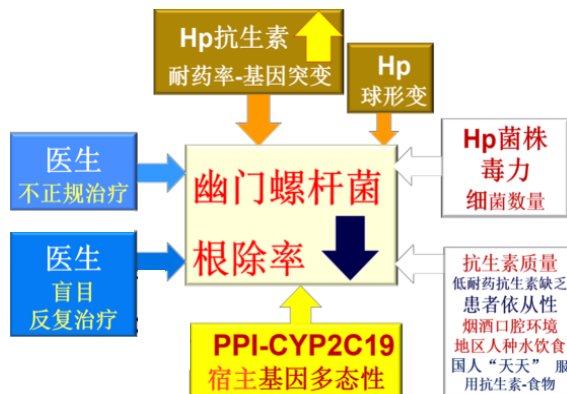 Hp抗生素
耐药率-基因突变
Hp
球形变
医生
不正规治疗
幽门螺杆菌
根除率
Hp菌株
毒力
细菌数量
医生
盲目
反复治疗
抗生素质量
低耐药抗生素缺乏
患者依从性
烟酒口腔环境
地区人种水饮食
国人“天天” 服
用抗生素-食物
PPI-CYP2C19
宿主基因多态性